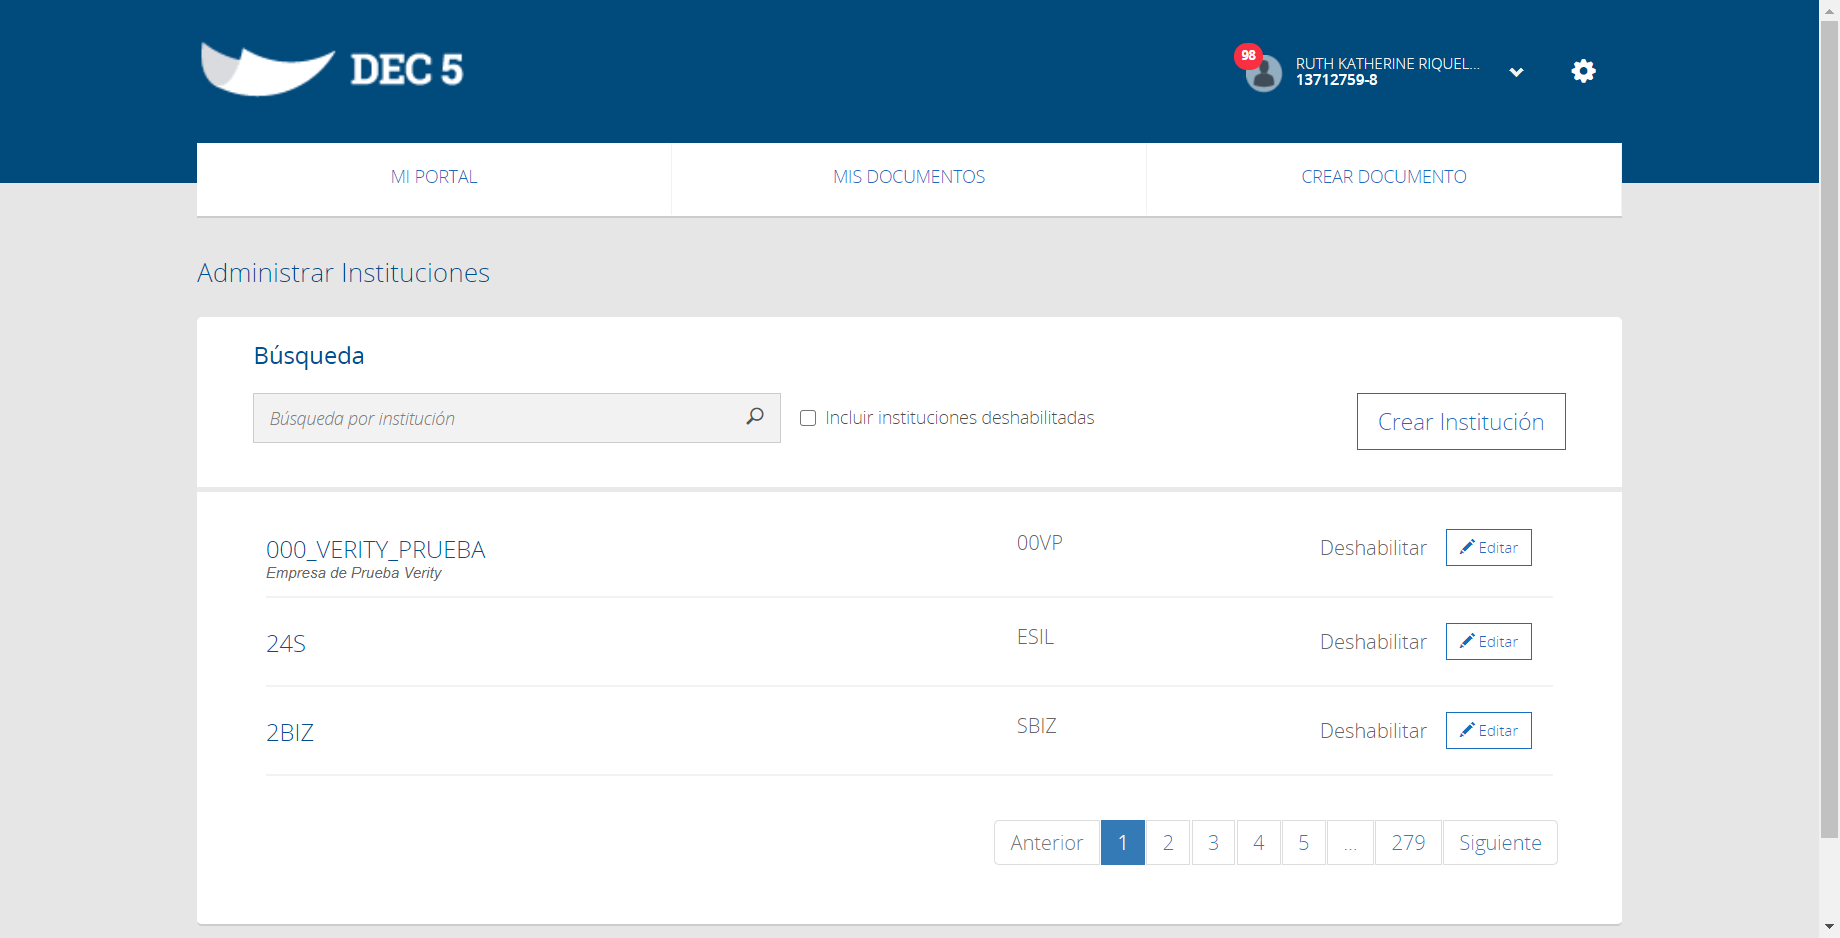 DEC 5
98
RUTH KATHERINE RIQUEL...
13712759-8
MI PORTAL
MIS DOCUMENTOS
CREAR DOCUMENTO
Administrar Instituciones
Búsqueda
Búsqueda por institución
Incluir instituciones deshabilitadas
Crear Institución
000_VERITY_PRUEBA
Empresa de Prueba Verity
00VP
Deshabilitar
Editar
24S
ESIL
Deshabilitar
Editar
2BIZ
SBIZ
Deshabilitar
Editar
Anterior 1 2 3 4 5 ... 279 Siguiente